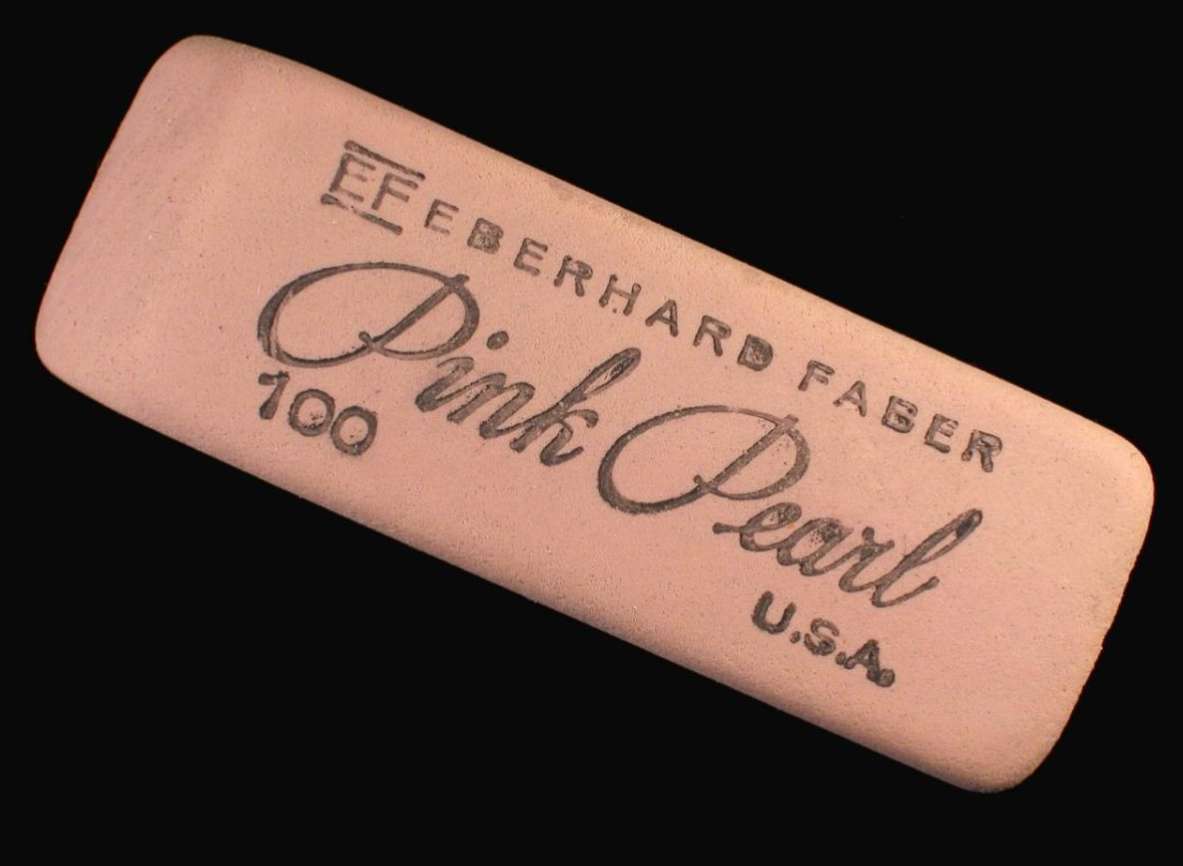 EF EBERHARD FABER
Pink Pearl
100
U.S.A.